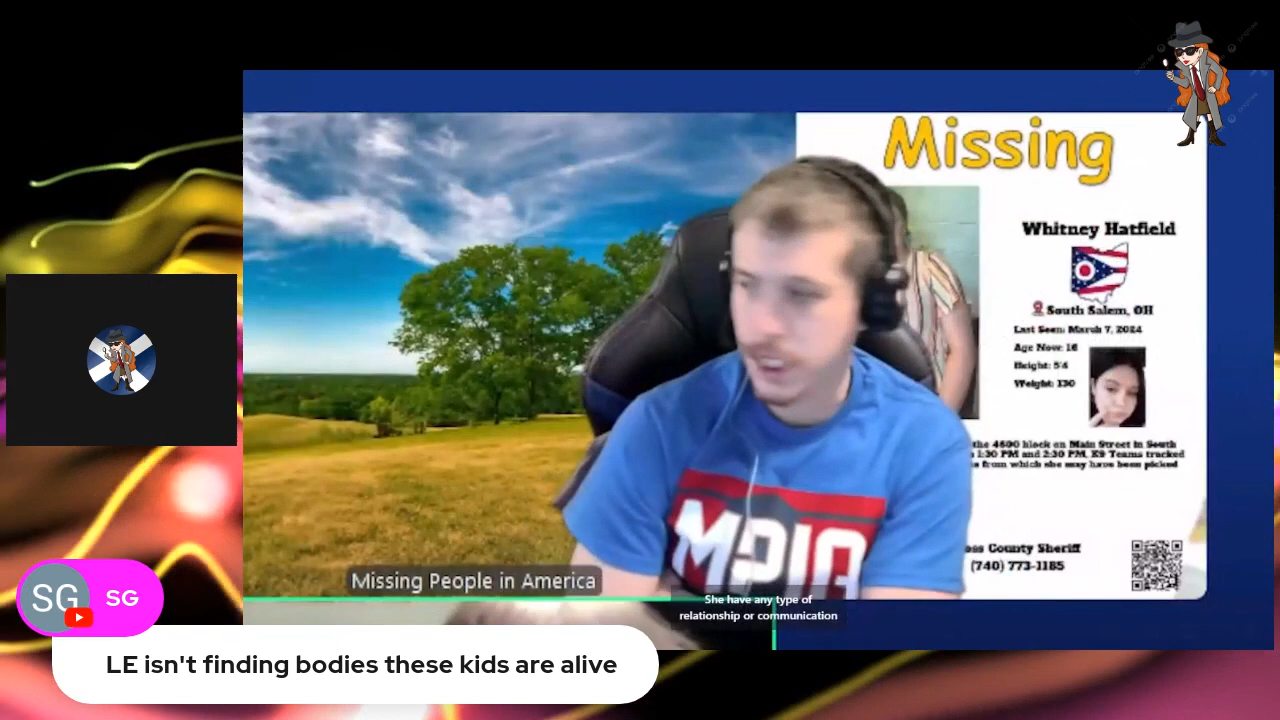 Missing
Whitney Hatfield
South Salem, OH
Last Seen: March 7, 2024
Age Now: 16
Height: 5'4
Weight: 130
the 4600 block on Main Street in South
1:30 PM and 2:30 PM. K9 Teams tracked
from which she may have been picked
County Sheriff
(740) 773-1185
MPIA
Missing People in America
She have any type of
relationship or communication
SG
SG
LE isn't finding bodies these kids are alive